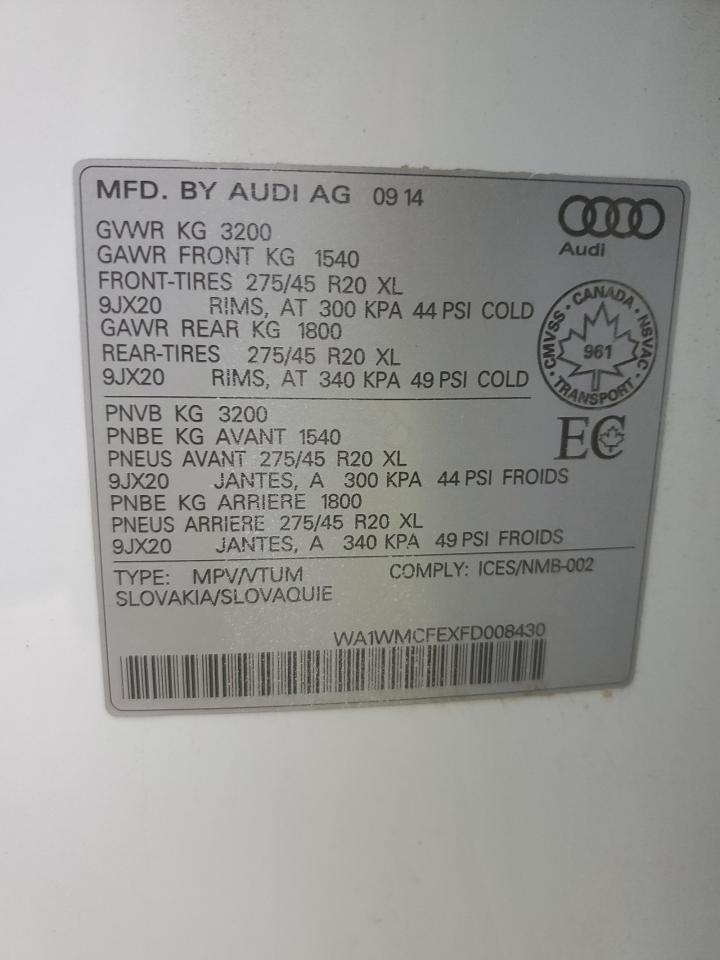 MFD. BY AUDI AG 09 14
Audi
GVWR KG 3200
GAWR FRONT KG 1540
FRONT-TIRES 275/45 R20 XL
9JX20 RIMS, AT 300 KPA 44 PSI COLD
GAWR REAR KG 1800
REAR-TIRES 275/45 R20 XL
9JX20 RIMS, AT 340 KPA 49 PSI COLD
CMVSS · CANADA · NSVAC · TRANSPORT ·
961
EC
PNVB KG 3200
PNBE KG AVANT 1540
PNEUS AVANT 275/45 R20 XL
9JX20 JANTES, A 300 KPA 44 PSI FROIDS
PNBE KG ARRIERE 1800
PNEUS ARRIERE 275/45 R20 XL
9JX20 JANTES, A 340 KPA 49 PSI FROIDS
TYPE: MPV/VTUM COMPLY: ICES/NMB-002
SLOVAKIA/SLOVAQUIE
WA1WMCFEXFD008430